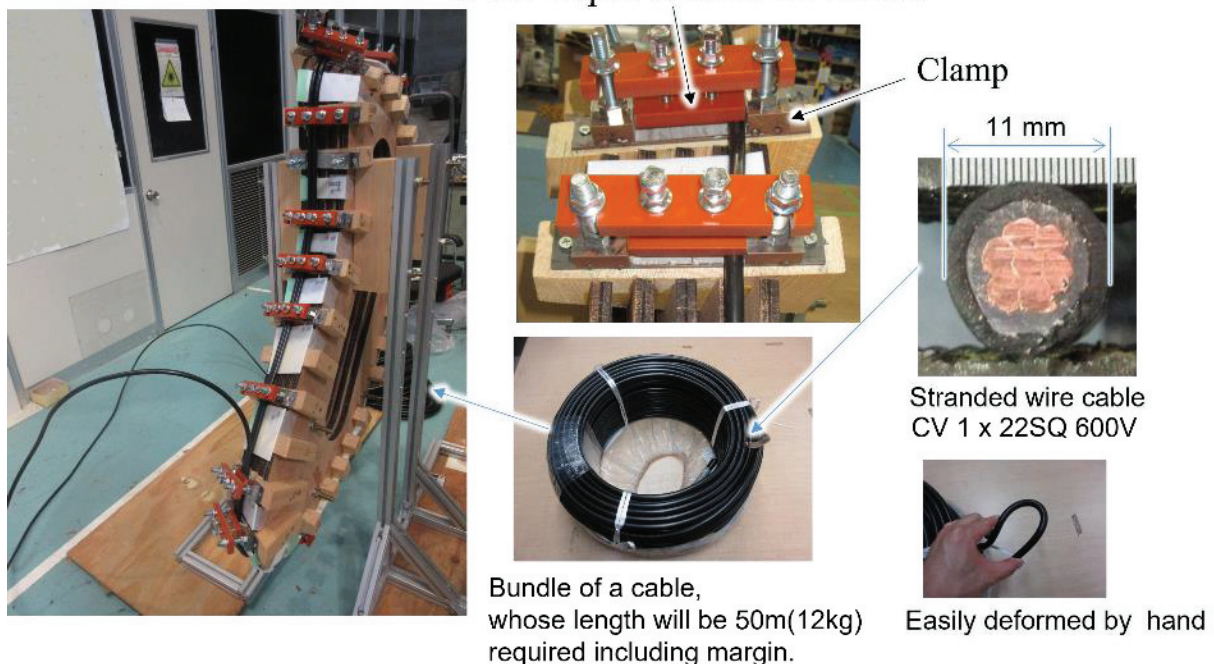 Clamp
11 mm
Stranded wire cable
CV 1 x 22SQ 600V
Bundle of a cable,
whose length will be 50m(12kg)
required including margin.
Easily deformed by hand